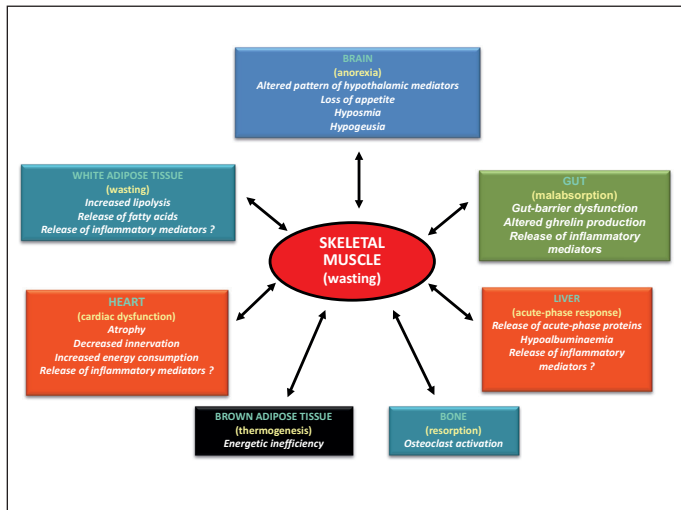 BRAIN
(anorexia)
Altered pattern of hypothalamic mediators
Loss of appetite
Hyposmia
Hypogeusia
WHITE ADIPOSE TISSUE
(wasting)
Increased lipolysis
Release of fatty acids
Release of inflammatory mediators ?
GUT
(malabsorption)
Gut-barrier dysfunction
Altered ghrelin production
Release of inflammatory
mediators
SKELETAL
MUSCLE
(wasting)
HEART
(cardiac dysfunction)
Atrophy
Decreased innervation
Increased energy consumption
Release of inflammatory mediators ?
LIVER
(acute-phase response)
Release of acute-phase proteins
Hypoalbuminaemia
Release of inflammatory
mediators ?
BROWN ADIPOSE TISSUE
(thermogenesis)
Energetic inefficiency
BONE
(resorption)
Osteoclast activation